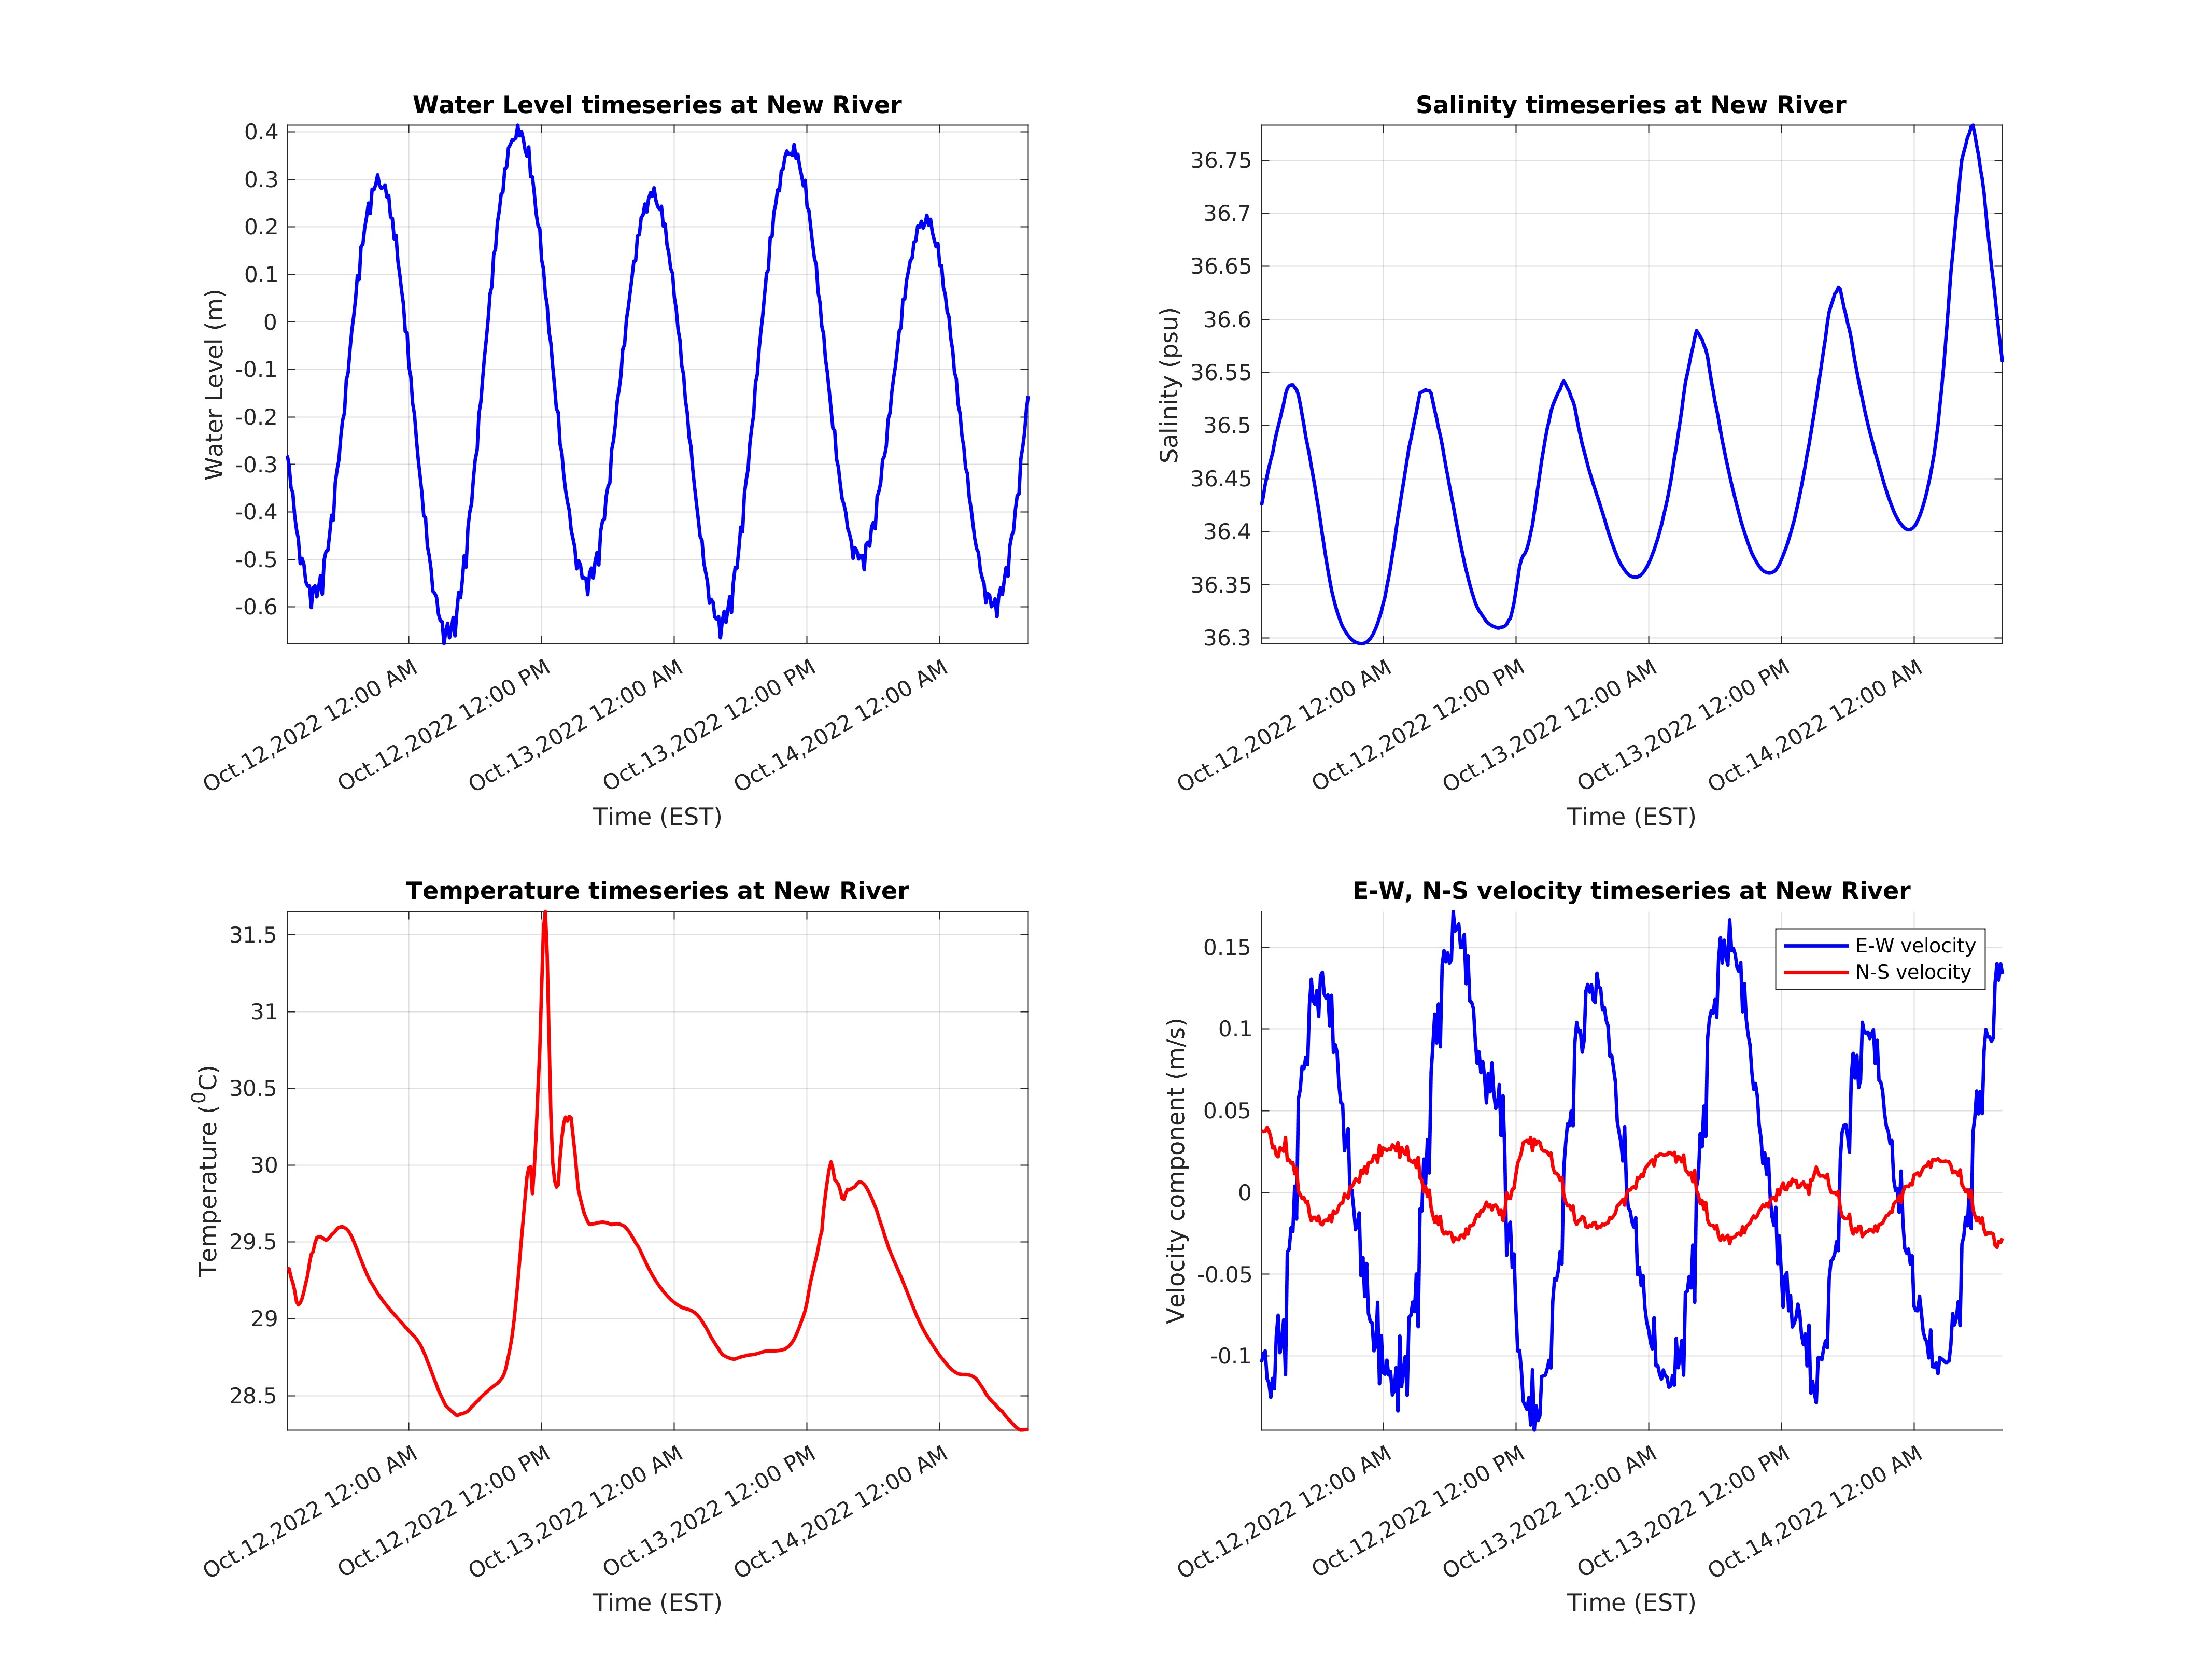 Water Level timeseries at New River
0.4
0.3
0.2
0.1
0
-0.1
-0.2
-0.3
-0.4
-0.5
-0.6
Water Level (m)
Oct.12,2022 12:00 AM
Oct.12,2022 12:00 PM
Oct.13,2022 12:00 AM
Oct.13,2022 12:00 PM
Oct.14,2022 12:00 AM
Time (EST)
Salinity timeseries at New River
36.75
36.7
36.65
36.6
36.55
36.5
36.45
36.4
36.35
36.3
Salinity (psu)
Oct.12,2022 12:00 AM
Oct.12,2022 12:00 PM
Oct.13,2022 12:00 AM
Oct.13,2022 12:00 PM
Oct.14,2022 12:00 AM
Time (EST)
Temperature timeseries at New River
31.5
31
30.5
30
29.5
29
28.5
Temperature (⁰C)
Oct.12,2022 12:00 AM
Oct.12,2022 12:00 PM
Oct.13,2022 12:00 AM
Oct.13,2022 12:00 PM
Oct.14,2022 12:00 AM
Time (EST)
E-W, N-S velocity timeseries at New River
E-W velocity
N-S velocity
0.15
0.1
0.05
0
-0.05
-0.1
Velocity component (m/s)
Oct.12,2022 12:00 AM
Oct.12,2022 12:00 PM
Oct.13,2022 12:00 AM
Oct.13,2022 12:00 PM
Oct.14,2022 12:00 AM
Time (EST)